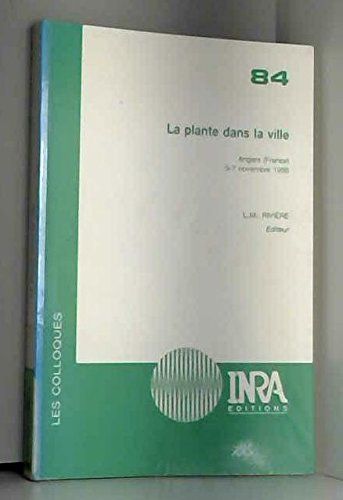 84
La plante dans la ville
Angers (France)
5-7 novembre 1996
L.M. RIVIÈRE
Editeur
LES COLLOQUES
INRA
EDITIONS